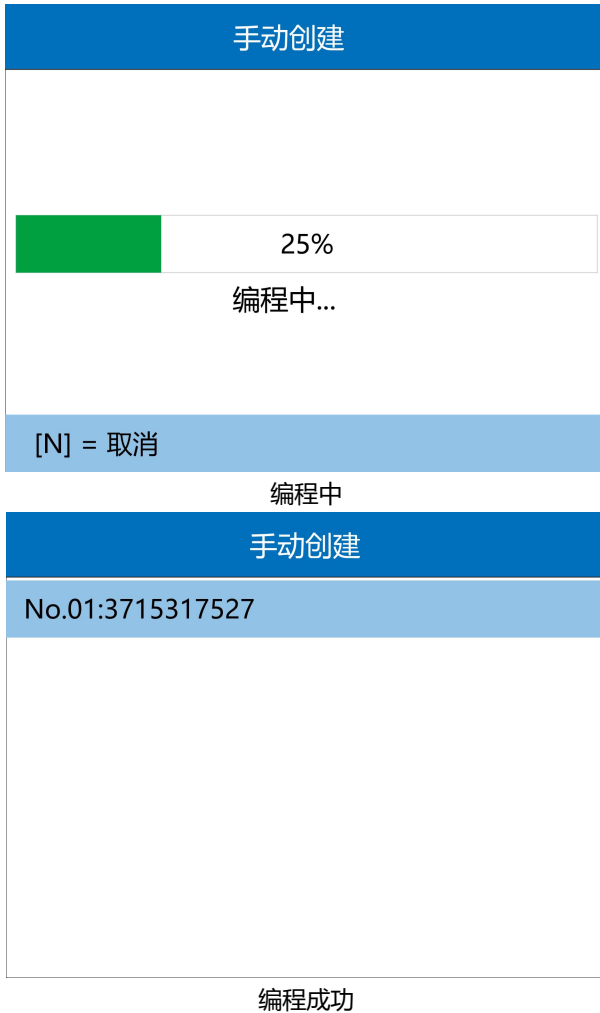 手动创建
25%
编程中...
[N] = 取消
编程中
手动创建
No.01:3715317527
编程成功